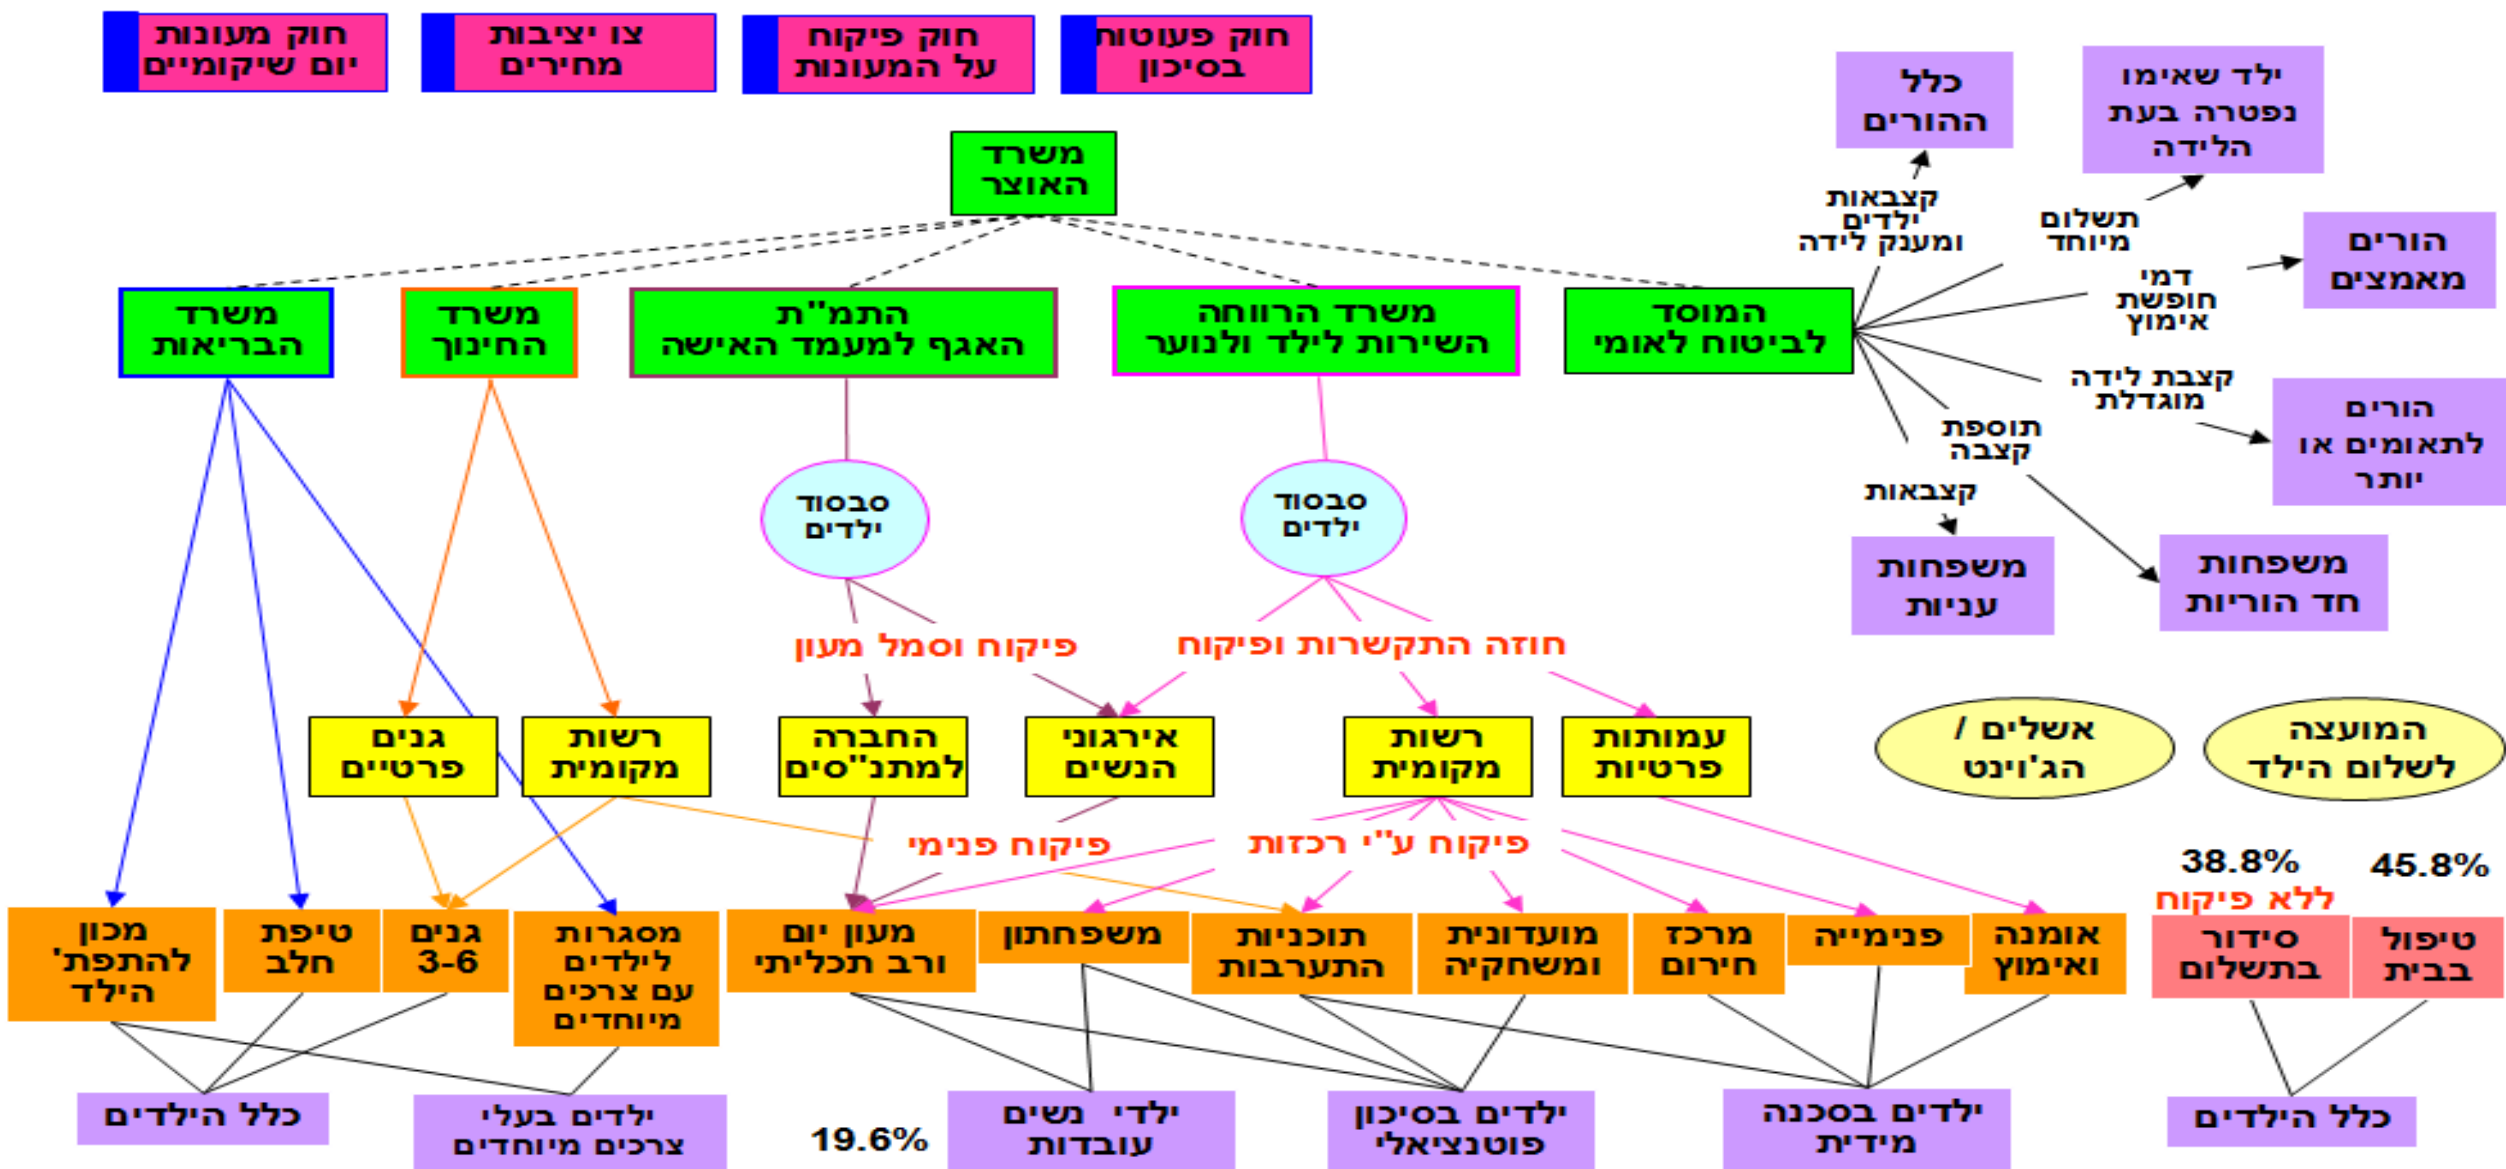 חוק פעוטות
בסיכון
חוק פיקוח
על המעונות
צו יציבות
מחירים
חוק מעונות
יום שיקומיים
ילד שאימו
נפטרה בעת
הלידה
כלל
ההורים
משרד
האוצר
קצבאות
ילדים
ומענק לידה
תשלום
מיוחד
הורים
מאמצים
דמי
חופשת
אימוץ
המוסד
לביטוח לאומי
משרד הרווחה
השירות לילד ולנוער
התמ"ת
האגף למעמד האישה
משרד
החינוך
משרד
הבריאות
קצבת לידה
מוגדלת
הורים
לתאומים או
יותר
תוספת
קצבה
קצבאות
סבסוד
ילדים
סבסוד
ילדים
משפחות
חד הוריות
משפחות
עניות
חוזה התקשרות ופיקוח
פיקוח וסמל מעון
המועצה
לשלום הילד
אשלים /
הג'וינט
עמותות
פרטיות
רשות
מקומית
אירגוני
הנשים
החברה
למתנ"סים
רשות
מקומית
גנים
פרטיים
פיקוח ע"י רכזות
פיקוח פנימי
45.8%
38.8%
ללא פיקוח
טיפול
בבית
סידור
בתשלום
אומנה
ואימוץ
פנימייה
מרכז
חירום
מועדונית
ומשחקיה
תוכניות
התערבות
משפחתון
מעון יום
ורב תכליתי
מסגרות
לילדים
עם צרכים
מיוחדים
גנים
3-6
טיפת
חלב
מכון
להתפת'
הילד
כלל הילדים
ילדים בסכנה
מידית
ילדים בסיכון
פוטנציאלי
ילדי נשים
עובדות
19.6%
ילדים בעלי
צרכים מיוחדים
כלל הילדים